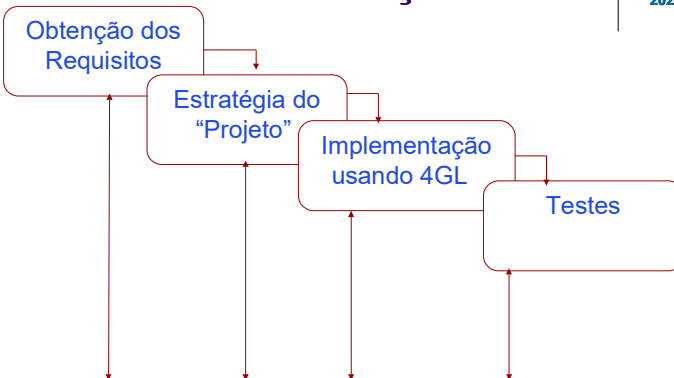 Obtenção dos
Requisitos
Estratégia do
“Projeto”
Implementação
usando 4GL
Testes